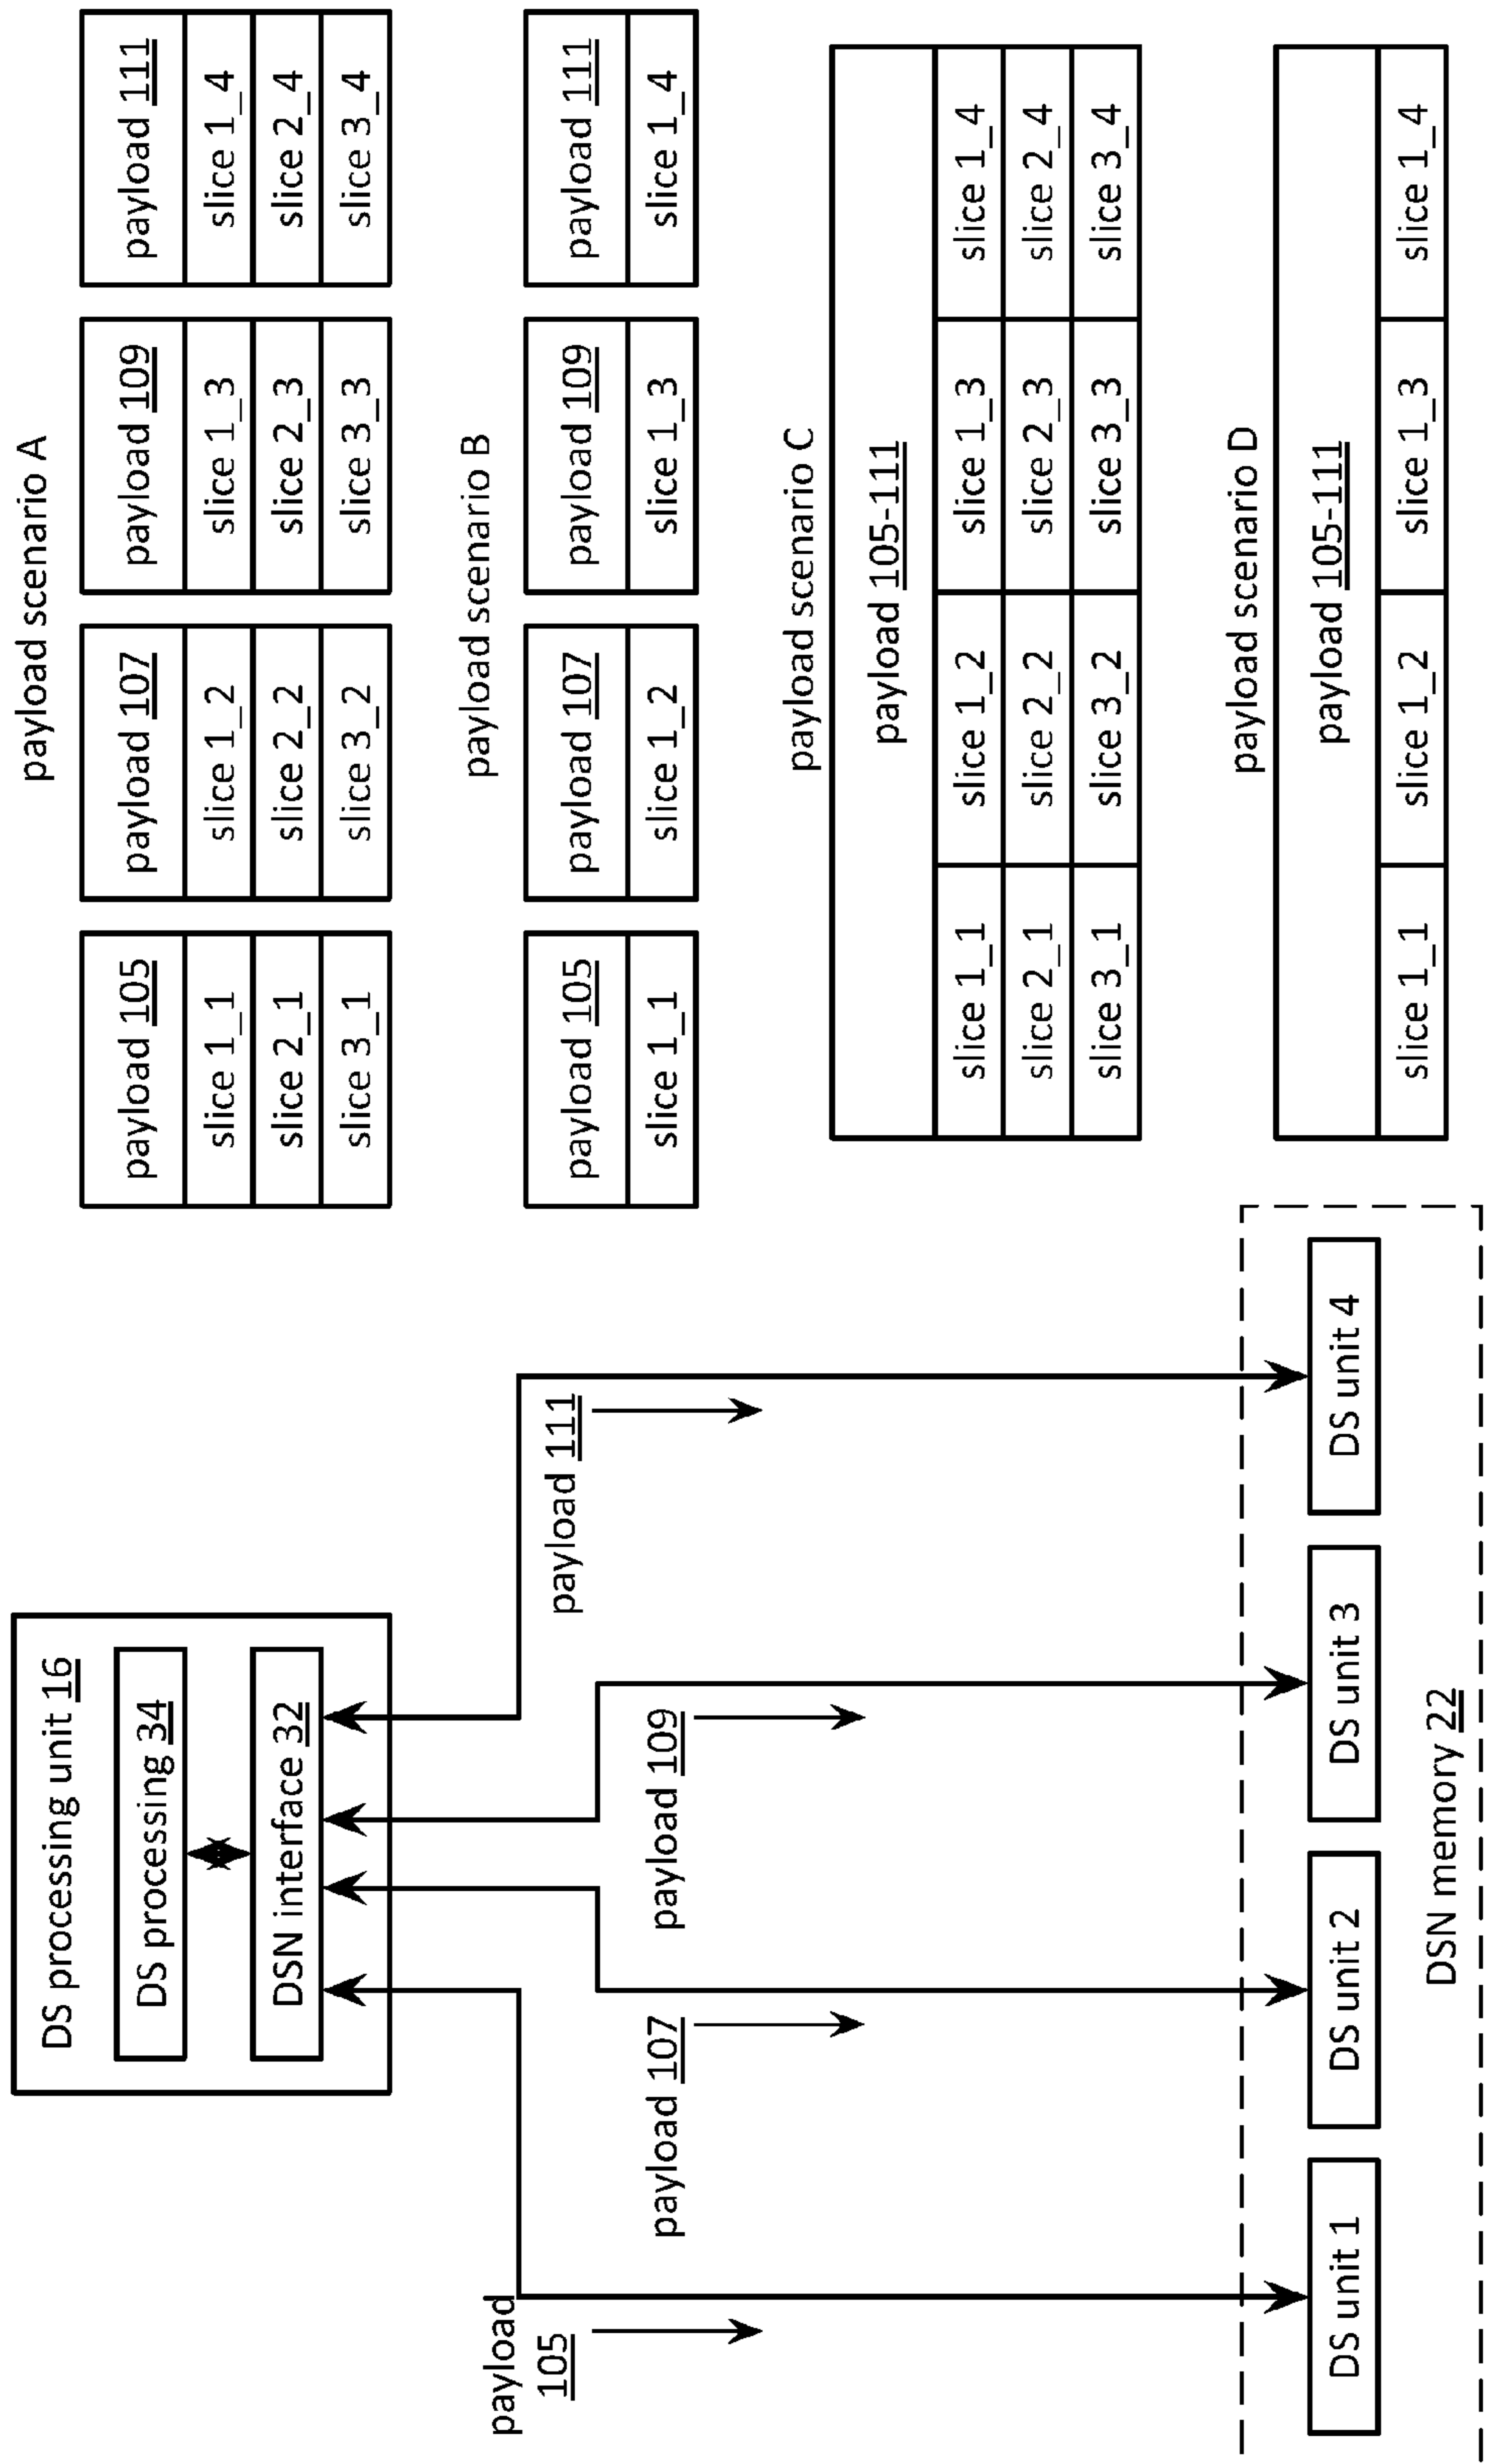 DS processing unit 16
DS processing 34
DSN interface 32
payload 105
payload 107
payload 109
payload 111
DS unit 1
DS unit 2
DS unit 3
DS unit 4
DSN memory 22
payload scenario A
payload 105
slice 1_1
slice 2_1
slice 3_1
payload 107
slice 1_2
slice 2_2
slice 3_2
payload 109
slice 1_3
slice 2_3
slice 3_3
payload 111
slice 1_4
slice 2_4
slice 3_4
payload scenario B
payload 105
slice 1_1
payload 107
slice 1_2
payload 109
slice 1_3
payload 111
slice 1_4
payload scenario C
payload 105-111
slice 1_1 slice 1_2 slice 1_3 slice 1_4
slice 2_1 slice 2_2 slice 2_3 slice 2_4
slice 3_1 slice 3_2 slice 3_3 slice 3_4
payload scenario D
payload 105-111
slice 1_1 slice 1_2 slice 1_3 slice 1_4